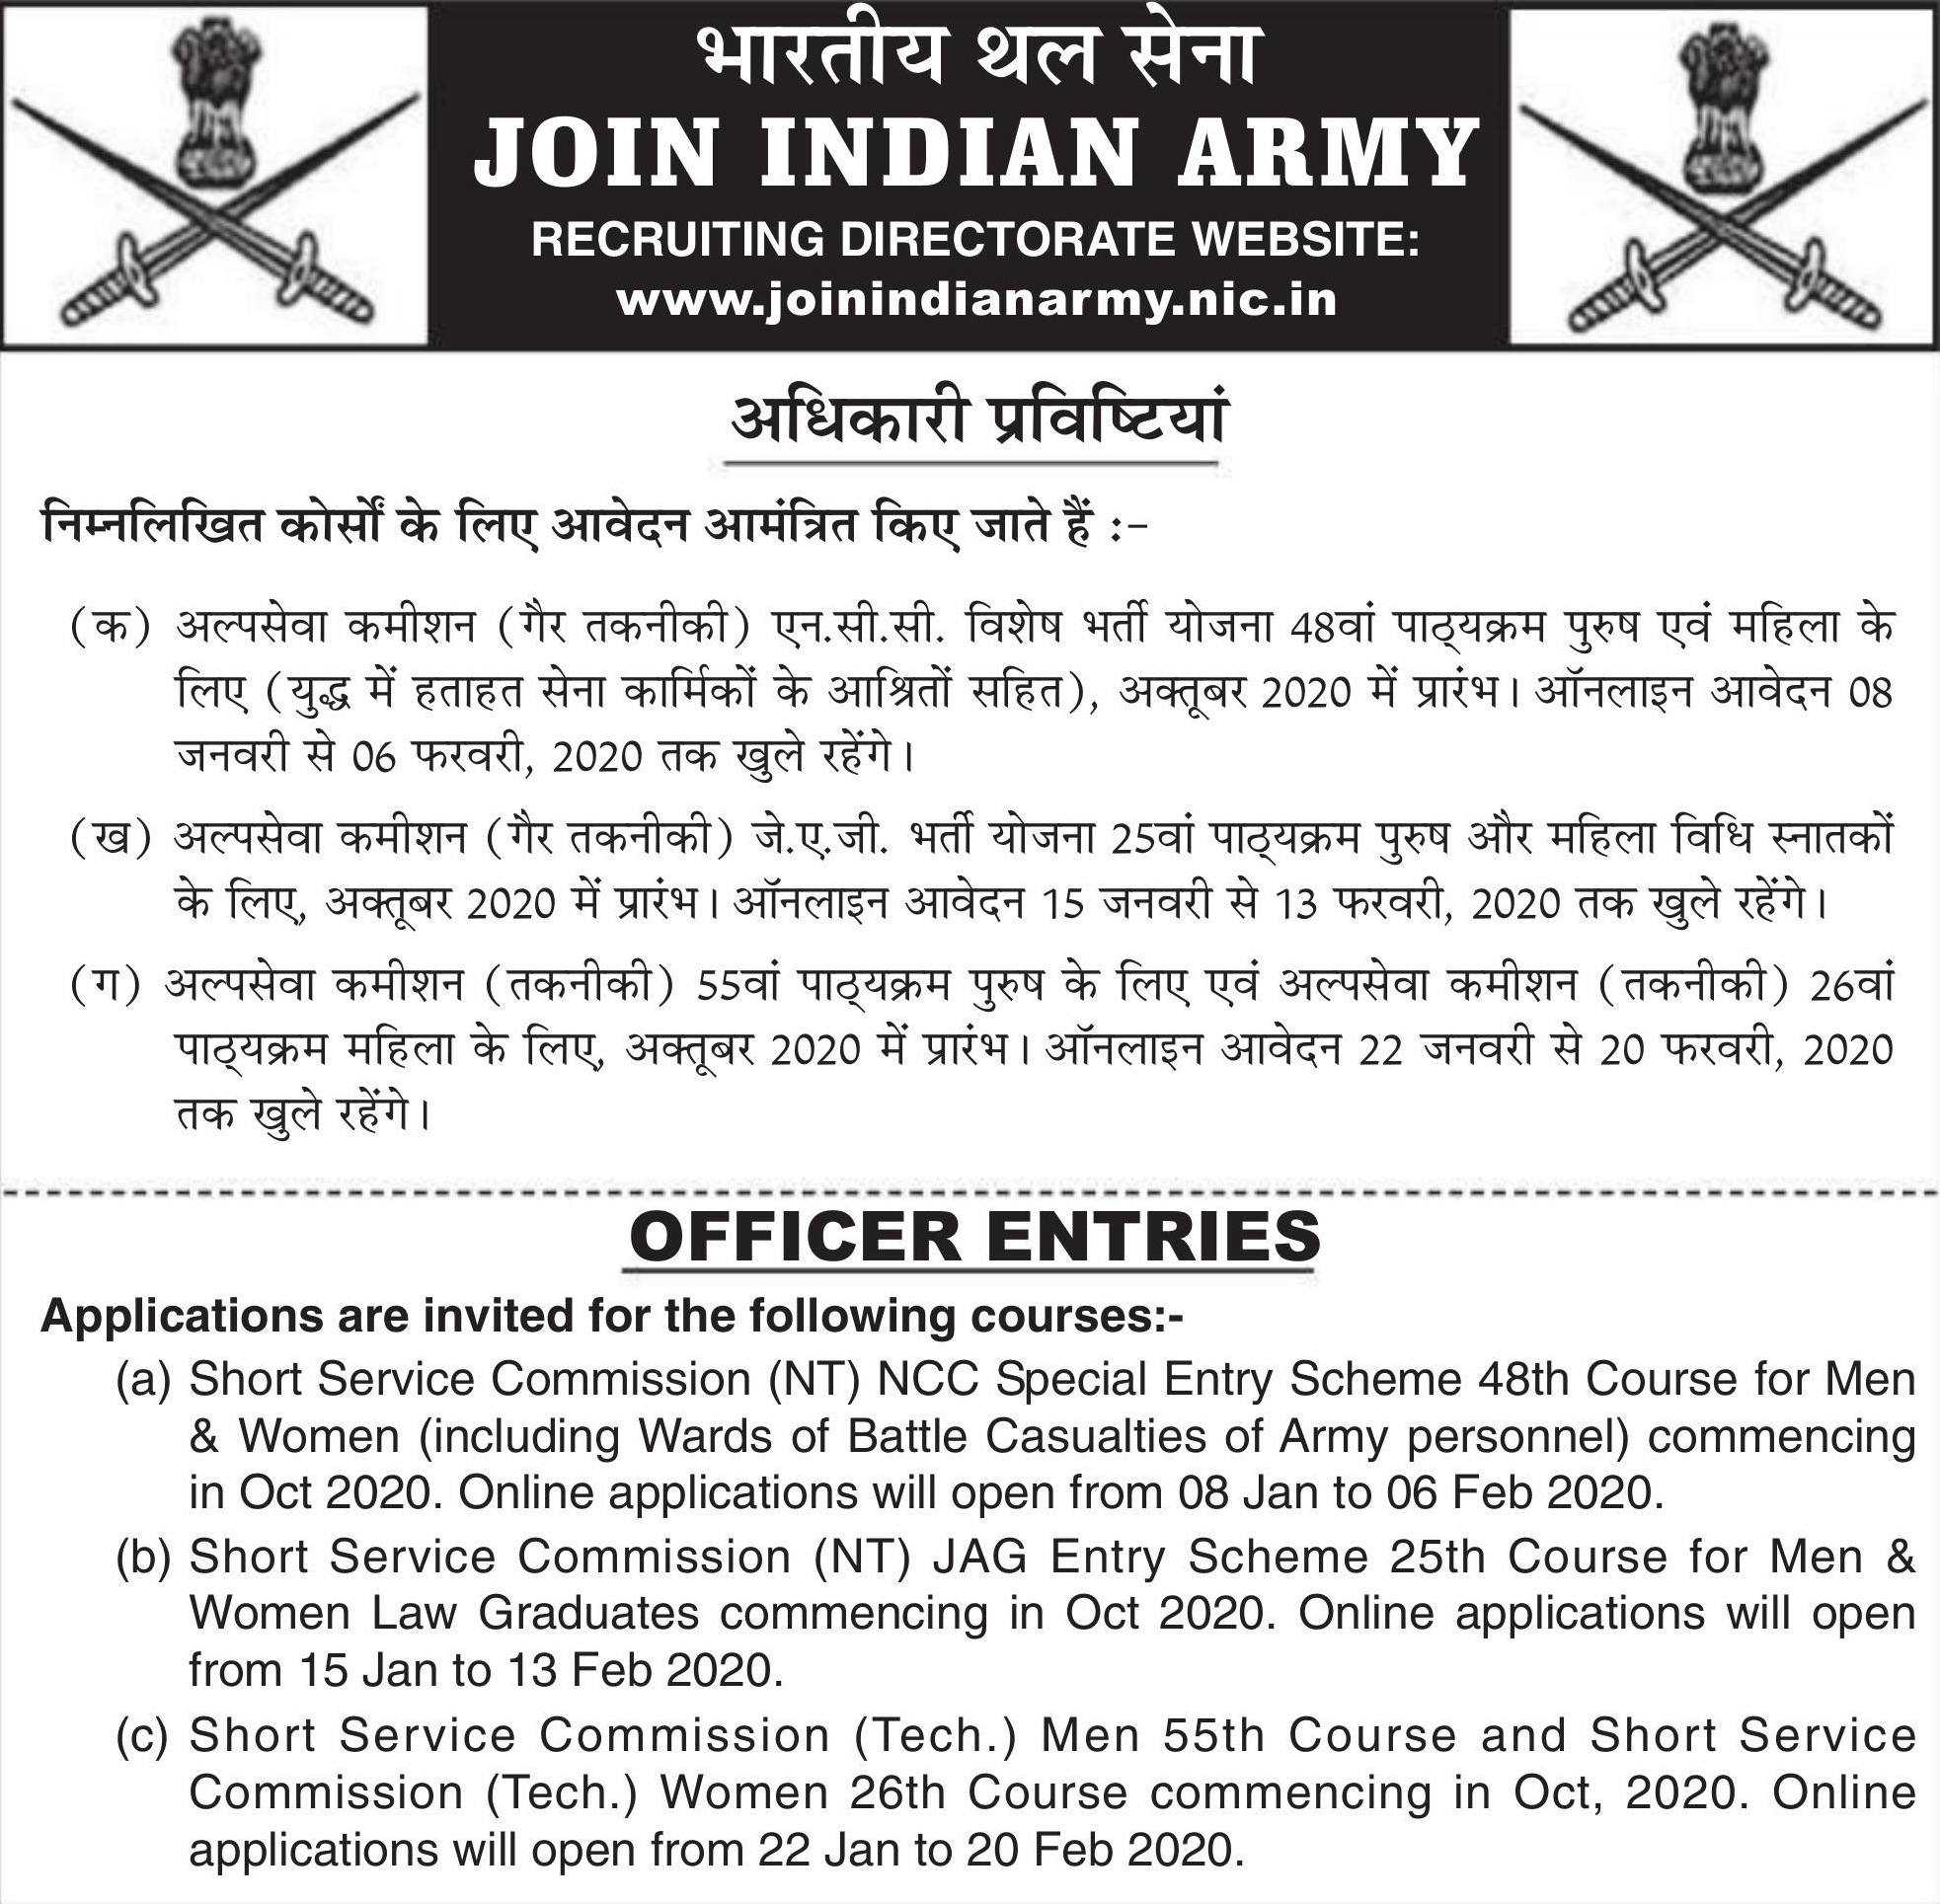 भारतीय थल सेना
JOIN INDIAN ARMY
RECRUITING DIRECTORATE WEBSITE:
www.joinindianarmy.nic.in
अधिकारी प्रविष्टियां
निम्नलिखित कोर्सों के लिए आवेदन आमंत्रित किए जाते हैं :–
(क) अल्पसेवा कमीशन (गैर तकनीकी) एन.सी.सी. विशेष भर्ती योजना 48वां पाठ्यक्रम पुरुष एवं महिला के
लिए (युद्ध में हताहत सेना कार्मिकों के आश्रितों सहित), अक्तूबर 2020 में प्रारंभ। ऑनलाइन आवेदन 08
जनवरी से 06 फरवरी, 2020 तक खुले रहेंगे।
(ख) अल्पसेवा कमीशन (गैर तकनीकी) जे.ए.जी. भर्ती योजना 25वां पाठ्यक्रम पुरुष और महिला विधि स्नातकों
के लिए, अक्तूबर 2020 में प्रारंभ। ऑनलाइन आवेदन 15 जनवरी से 13 फरवरी, 2020 तक खुले रहेंगे।
(ग) अल्पसेवा कमीशन (तकनीकी) 55वां पाठ्यक्रम पुरुष के लिए एवं अल्पसेवा कमीशन (तकनीकी) 26वां
पाठ्यक्रम महिला के लिए, अक्तूबर 2020 में प्रारंभ। ऑनलाइन आवेदन 22 जनवरी से 20 फरवरी, 2020
तक खुले रहेंगे।
OFFICER ENTRIES
Applications are invited for the following courses:-
(a) Short Service Commission (NT) NCC Special Entry Scheme 48th Course for Men
& Women (including Wards of Battle Casualties of Army personnel) commencing
in Oct 2020. Online applications will open from 08 Jan to 06 Feb 2020.
(b) Short Service Commission (NT) JAG Entry Scheme 25th Course for Men &
Women Law Graduates commencing in Oct 2020. Online applications will open
from 15 Jan to 13 Feb 2020.
(c) Short Service Commission (Tech.) Men 55th Course and Short Service
Commission (Tech.) Women 26th Course commencing in Oct, 2020. Online
applications will open from 22 Jan to 20 Feb 2020.